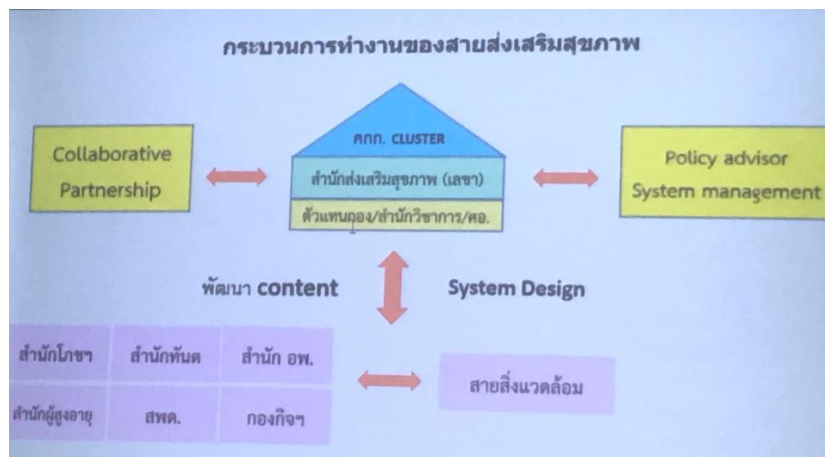 กระบวนการทำงานของสายส่งเสริมสุขภาพ
Collaborative
Partnership
คกก. CLUSTER
สำนักส่งเสริมสุขภาพ (เลขา)
ตัวแทนกอง/สำนักวิชาการ/ศอ.
Policy advisor
System management
พัฒนา content
System Design
สำนักโภชฯ
สำนักทันต
สำนัก อพ.
สำนักผู้สูงอายุ
สพด.
กองกิจฯ
สายสิ่งแวดล้อม